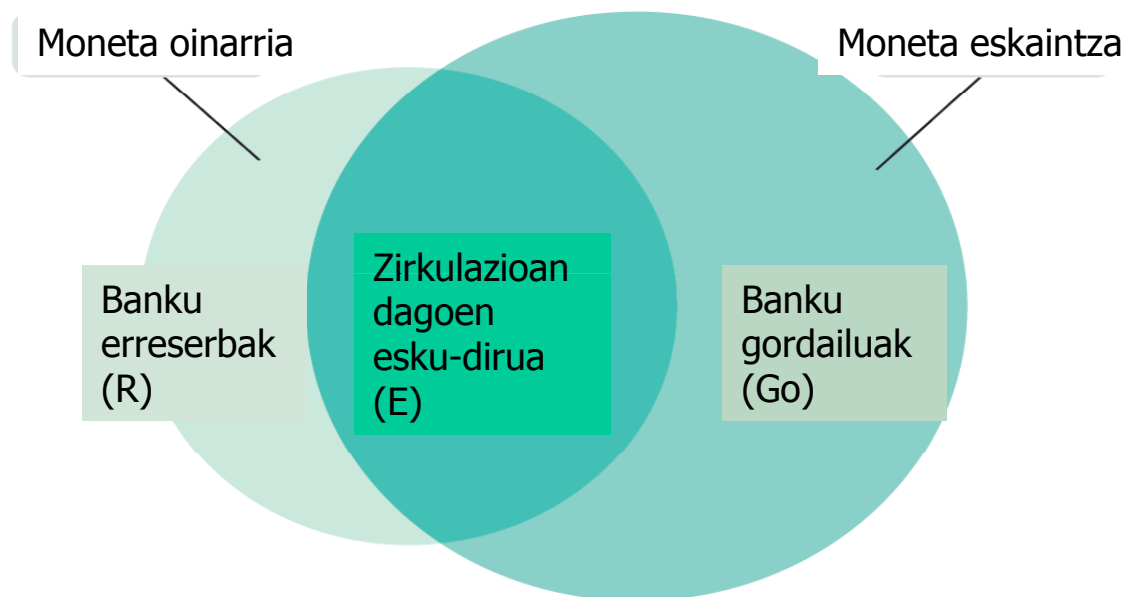 Moneta oinarria
Moneta eskaintza
Banku
erreserbak
(R)
Zirkulazioan
dagoen
esku-dirua
(E)
Banku
gordailuak
(Go)